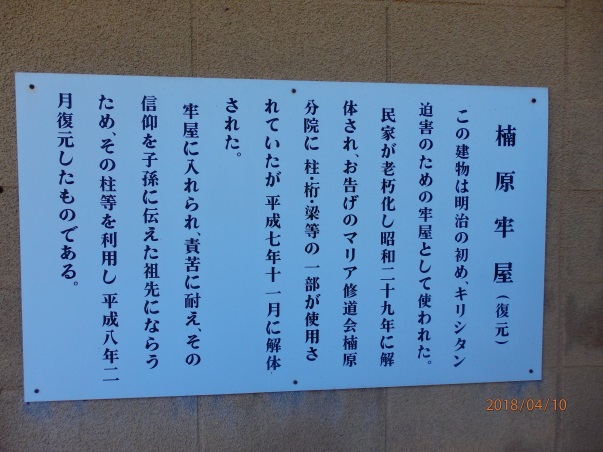 楠原牢屋(復元)
この建物は明治の初め、キリシタン
迫害のための牢屋として使われた。
民家が老朽化し昭和二十九年に解
体され、お告げのマリア修道会楠原
分院に柱・桁・梁等の一部が使用さ
れていたが平成七年十一月に解体
された。
牢屋に入れられ、責苦に耐え、その
信仰を子孫に伝えた祖先にならう
ため、その柱等を利用し平成八年二
月復元したものである。
2018/04/10